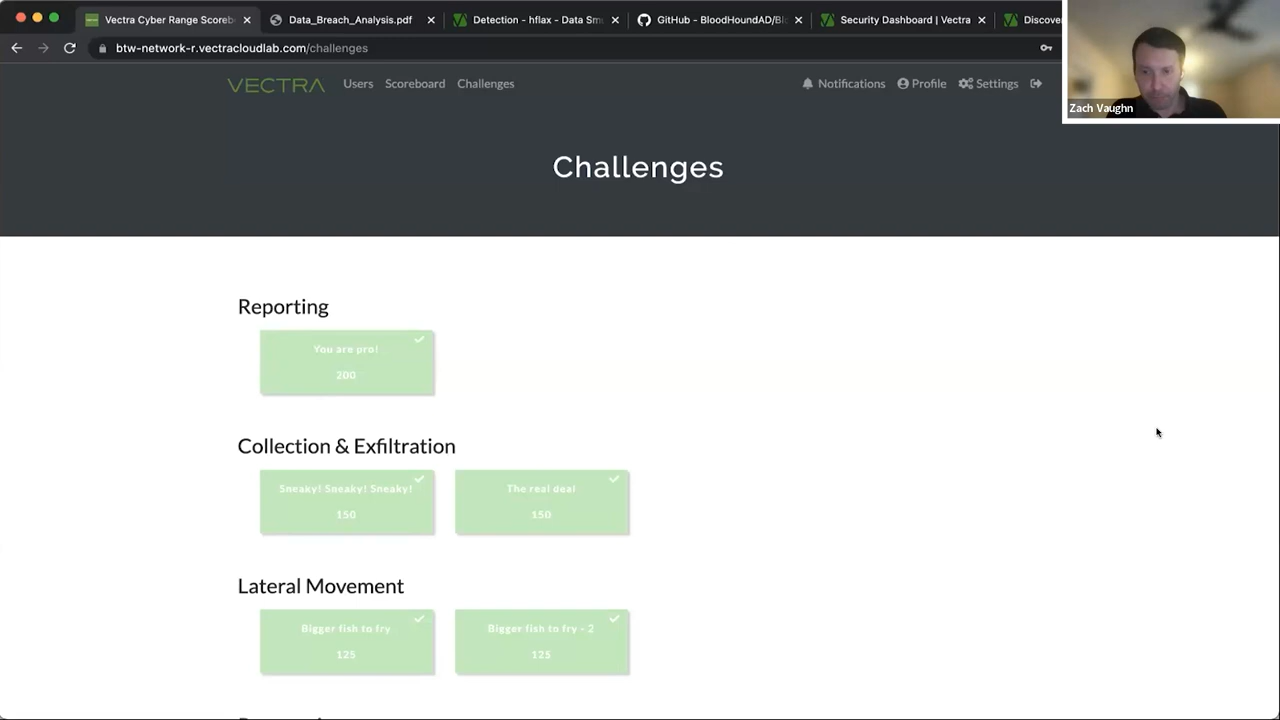 Vectra Cyber Range Scoreb
Data_Breach_Analysis.pdf
Detection - hflax - Data Sm
GitHub - BloodHoundAD/Bl
Security Dashboard | Vectra
Discove
btw-network-r.vectracloudlab.com/challenges
VECTRA
Users
Scoreboard
Challenges
Notifications
Profile
Settings
Zach Vaughn
Challenges
Reporting
You are pro!
200
Collection & Exfiltration
Sneaky! Sneaky! Sneaky!
150
The real deal
150
Lateral Movement
Bigger fish to fry
125
Bigger fish to fry - 2
125